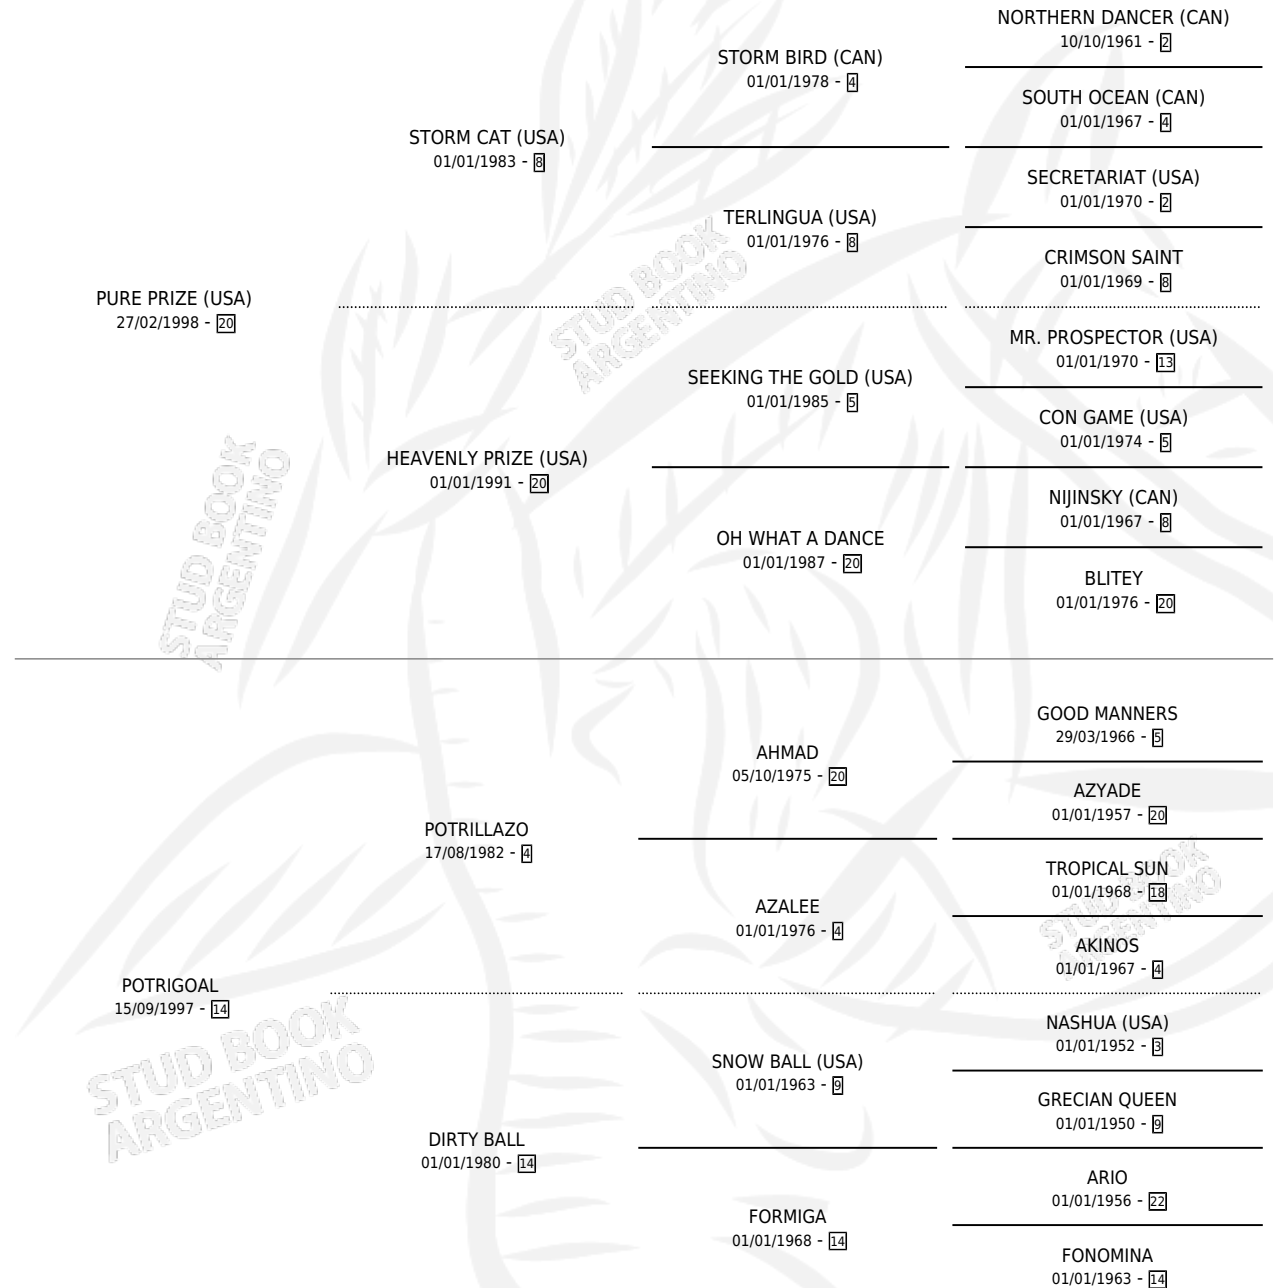 NORTHERN DANCER (CAN)
10/10/1961 - 2
STORM BIRD (CAN)
01/01/1978 - 4
SOUTH OCEAN (CAN)
01/01/1967 - 4
STORM CAT (USA)
01/01/1983 - 8
SECRETARIAT (USA)
01/01/1970 - 2
TERLINGUA (USA)
01/01/1976 - 8
CRIMSON SAINT
01/01/1969 - 8
PURE PRIZE (USA)
27/02/1998 - 20
MR. PROSPECTOR (USA)
01/01/1970 - 13
SEEKING THE GOLD (USA)
01/01/1985 - 5
CON GAME (USA)
01/01/1974 - 5
HEAVENLY PRIZE (USA)
01/01/1991 - 20
NIJINSKY (CAN)
01/01/1967 - 8
OH WHAT A DANCE
01/01/1987 - 20
BLITEY
01/01/1976 - 20
STUD BOOK
ARGENTINO
STUD BOOK
ARGENTINO
GOOD MANNERS
29/03/1966 - 5
AHMAD
05/10/1975 - 20
AZYADE
01/01/1957 - 20
POTRILLAZO
17/08/1982 - 4
TROPICAL SUN
01/01/1968 - 18
AZALEE
01/01/1976 - 4
AKINOS
01/01/1967 - 4
POTRIGOAL
15/09/1997 - 14
NASHUA (USA)
01/01/1952 - 3
SNOW BALL (USA)
01/01/1963 - 9
GRECIAN QUEEN
01/01/1950 - 9
DIRTY BALL
01/01/1980 - 14
ARIO
01/01/1956 - 22
FORMIGA
01/01/1968 - 14
FONOMINA
01/01/1963 - 14
STUD BOOK
ARGENTINO
STUD BOOK
ARGENTINO